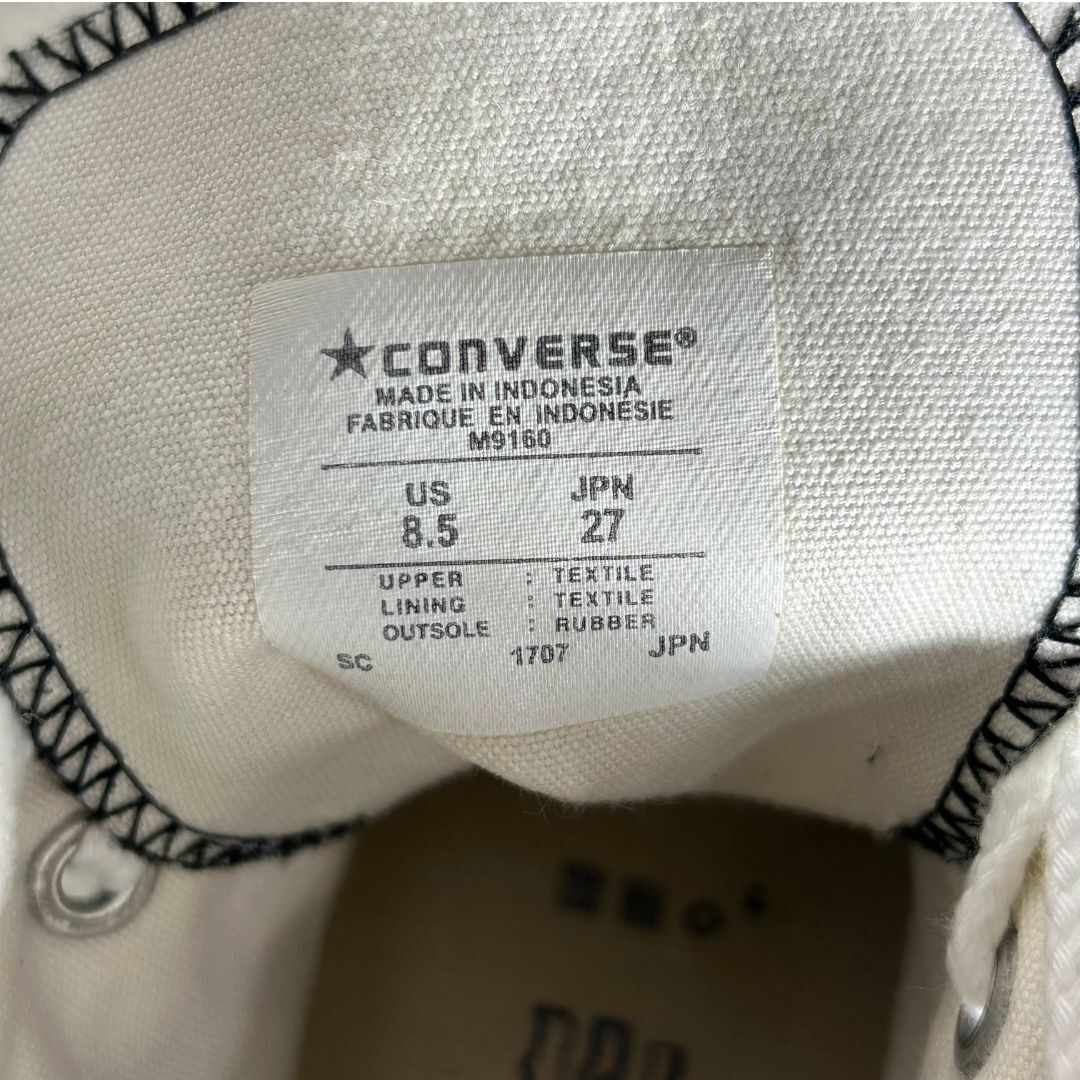 ★CONVERSE®
MADE IN INDONESIA
FABRIQUE EN INDONÉSIE
M9160
US JPN
8.5 27
UPPER : TEXTILE
LINING : TEXTILE
OUTSOLE : RUBBER
SC 1707 JPN